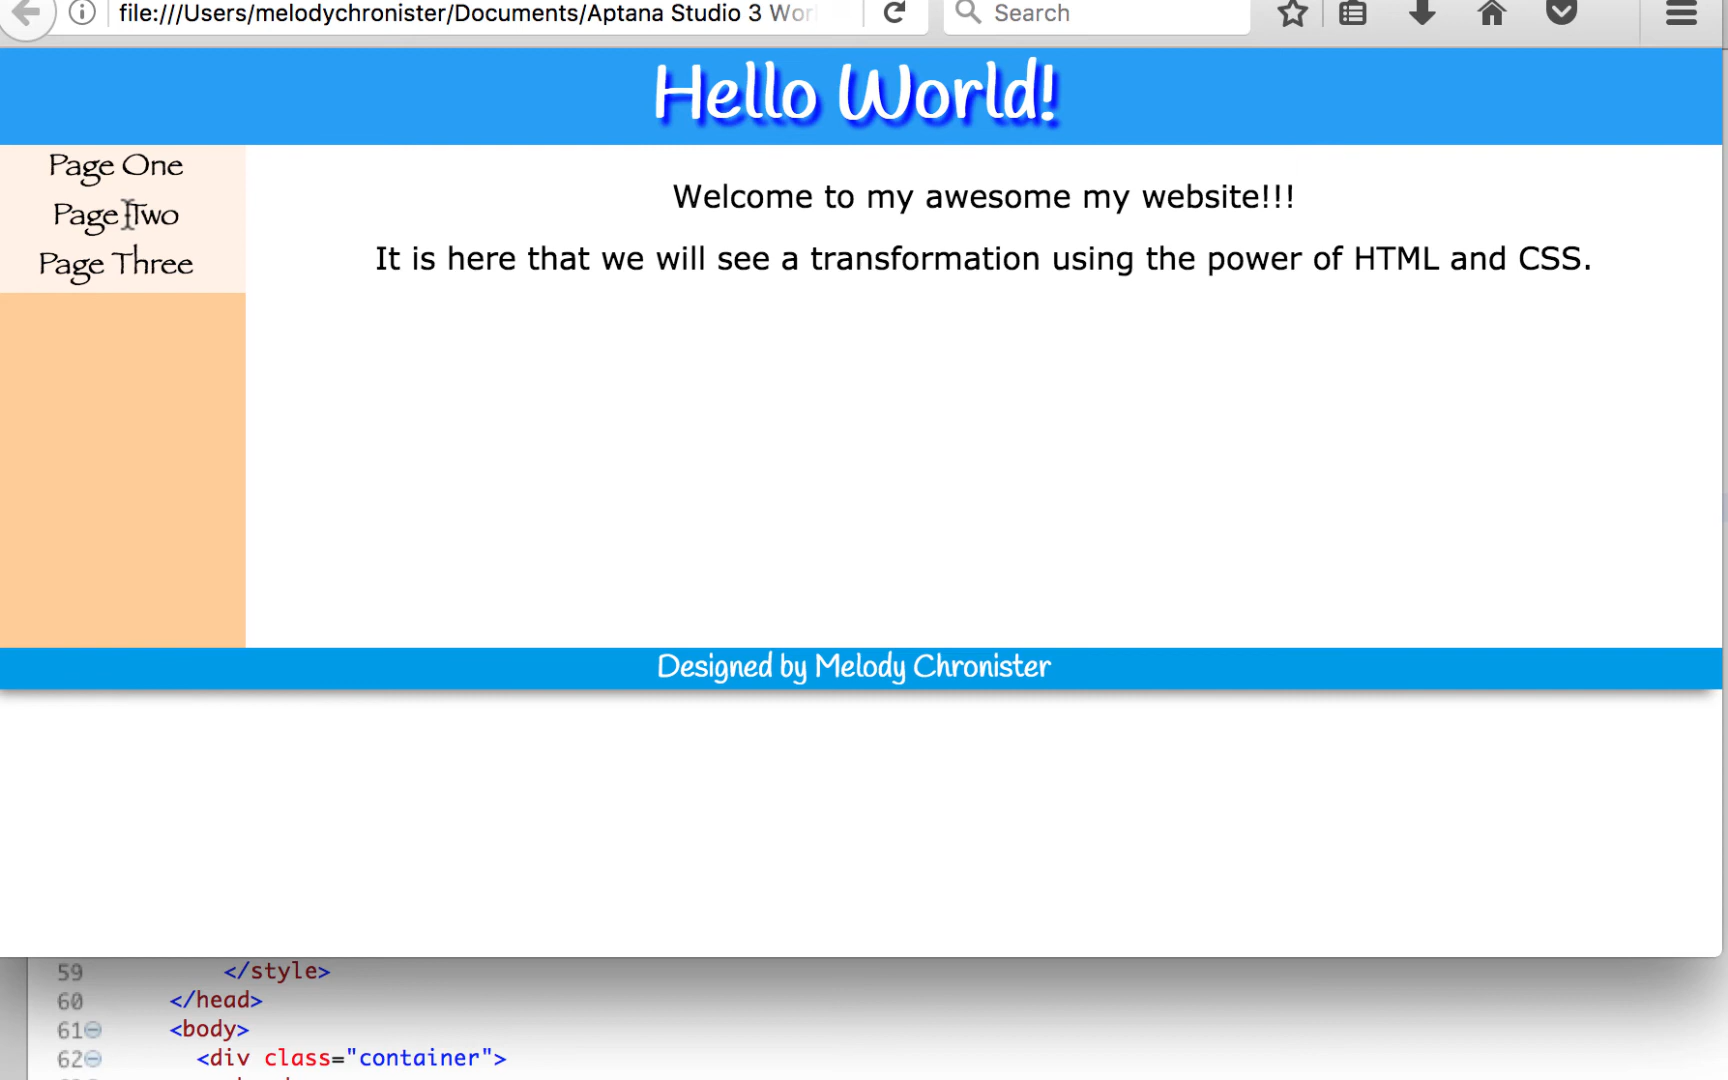 file:///Users/melodychronister/Documents/Aptana Studio 3 Wor
Search
Hello World!
Page One
Page Two
Page Three
Welcome to my awesome my website!!!
It is here that we will see a transformation using the power of HTML and CSS.
Designed by Melody Chronister
59 </style>
60 </head>
61 <body>
62 <div class="container">